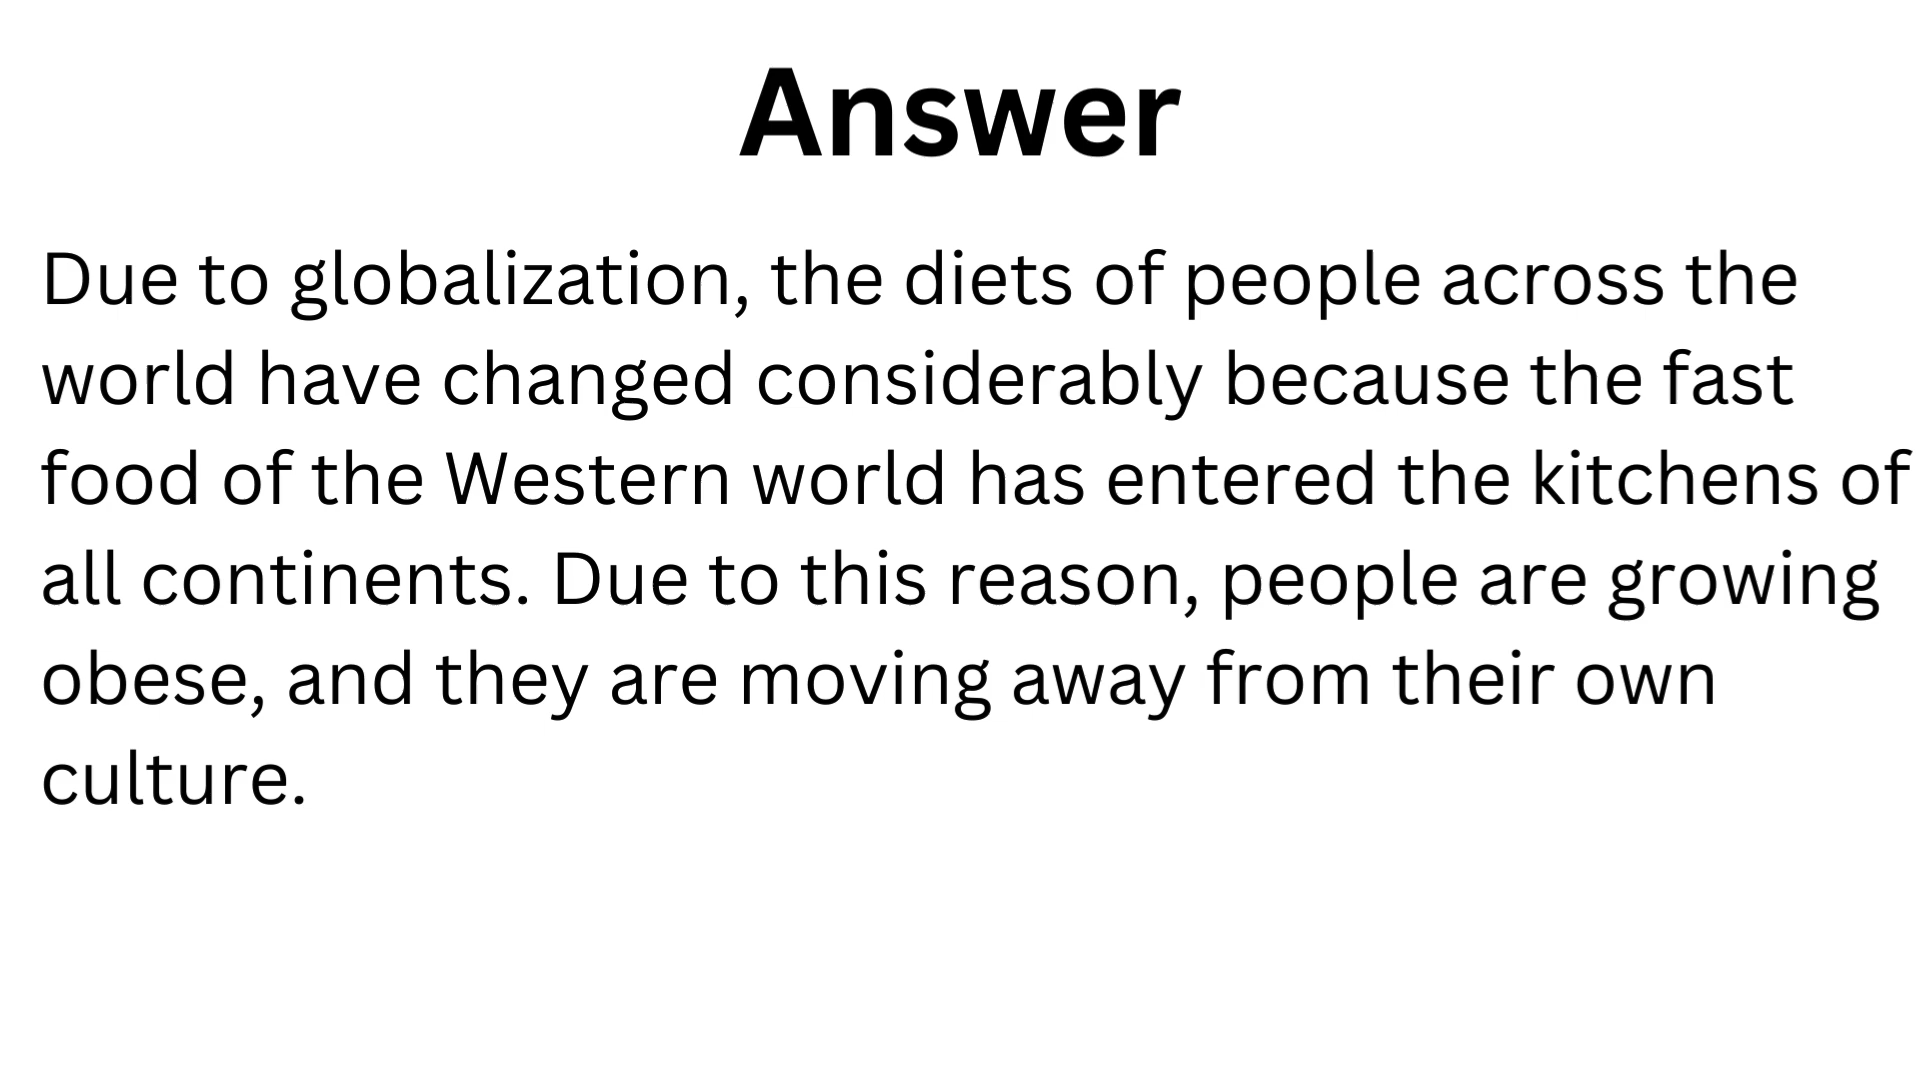 Answer
Due to globalization, the diets of people across the
world have changed considerably because the fast
food of the Western world has entered the kitchens of
all continents. Due to this reason, people are growing
obese, and they are moving away from their own
culture.